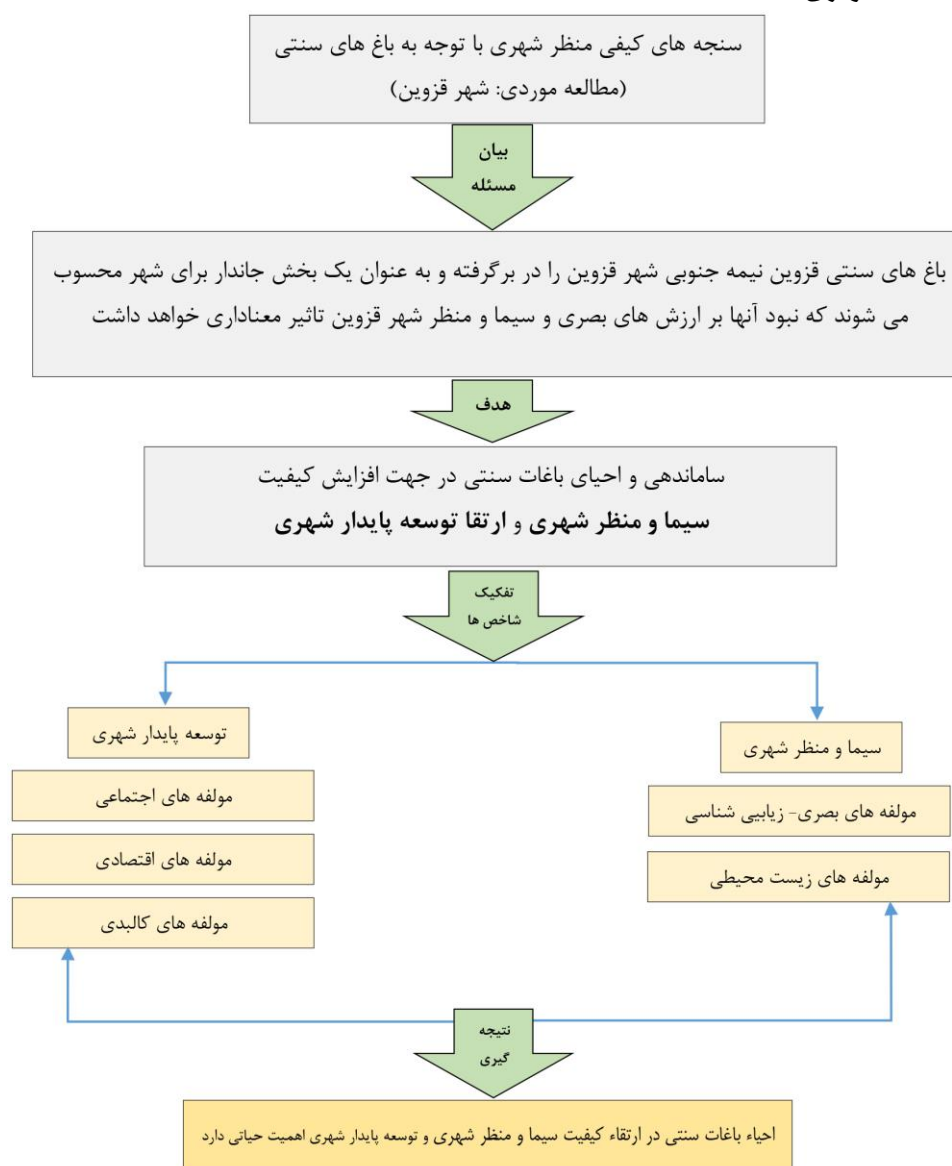 سنجه های کیفی منظر شهری با توجه به باغ های سنتی
(مطالعه موردی: شهر قزوین)
بیان
مسئله
باغ های سنتی قزوین نیمه جنوبی شهر قزوین را در برگرفته و به عنوان یک بخش جاندار برای شهر محسوب
می شوند که نبود آنها بر ارزش های بصری و سیما و منظر شهر قزوین تاثیر معناداری خواهد داشت
هدف
ساماندهی و احیای باغات سنتی در جهت افزایش کیفیت
سیما و منظر شهری و ارتقا توسعه پایدار شهری
تفکیک
شاخص ها
سیما و منظر شهری
مولفه های بصری- زیابیی شناسی
مولفه های زیست محیطی
توسعه پایدار شهری
مولفه های اجتماعی
مولفه های اقتصادی
مولفه های کالبدی
نتیجه
گیری
احیاء باغات سنتی در ارتقاء کیفیت سیما و منظر شهری و توسعه پایدار شهری اهمیت حیاتی دارد